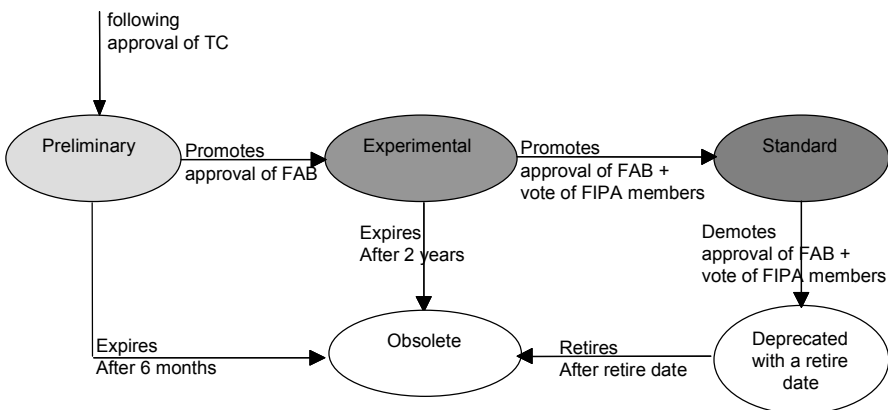 following
approval of TC
Preliminary
Promotes
approval of FAB
Experimental
Promotes
approval of FAB +
vote of FIPA members
Standard
Expires
After 2 years
Demotes
approval of FAB +
vote of FIPA members
Expires
After 6 months
Obsolete
Retires
After retire date
Deprecated
with a retire
date